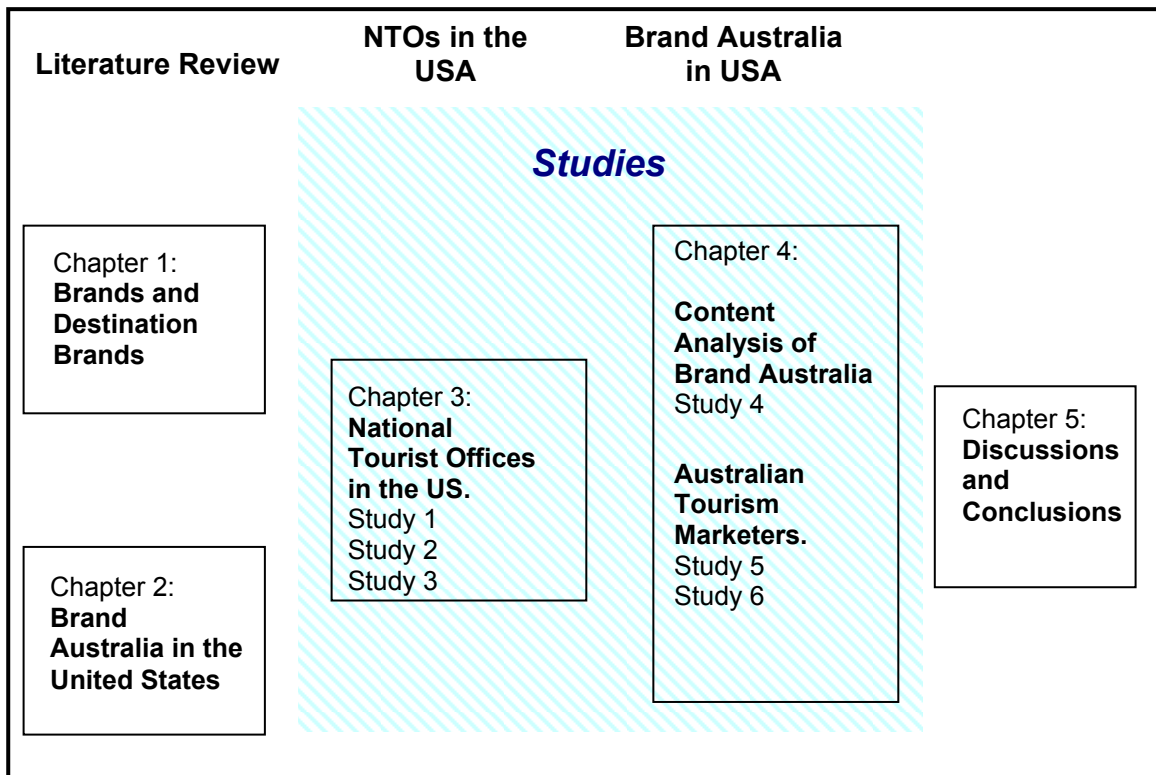 Literature Review
NTOs in the
USA
Brand Australia
in USA
Studies
Chapter 1:
Brands and
Destination
Brands
Chapter 2:
Brand
Australia in the
United States
Chapter 3:
National
Tourist Offices
in the US.
Study 1
Study 2
Study 3
Chapter 4:
Content
Analysis of
Brand Australia
Study 4
Australian
Tourism
Marketers.
Study 5
Study 6
Chapter 5:
Discussions
and
Conclusions